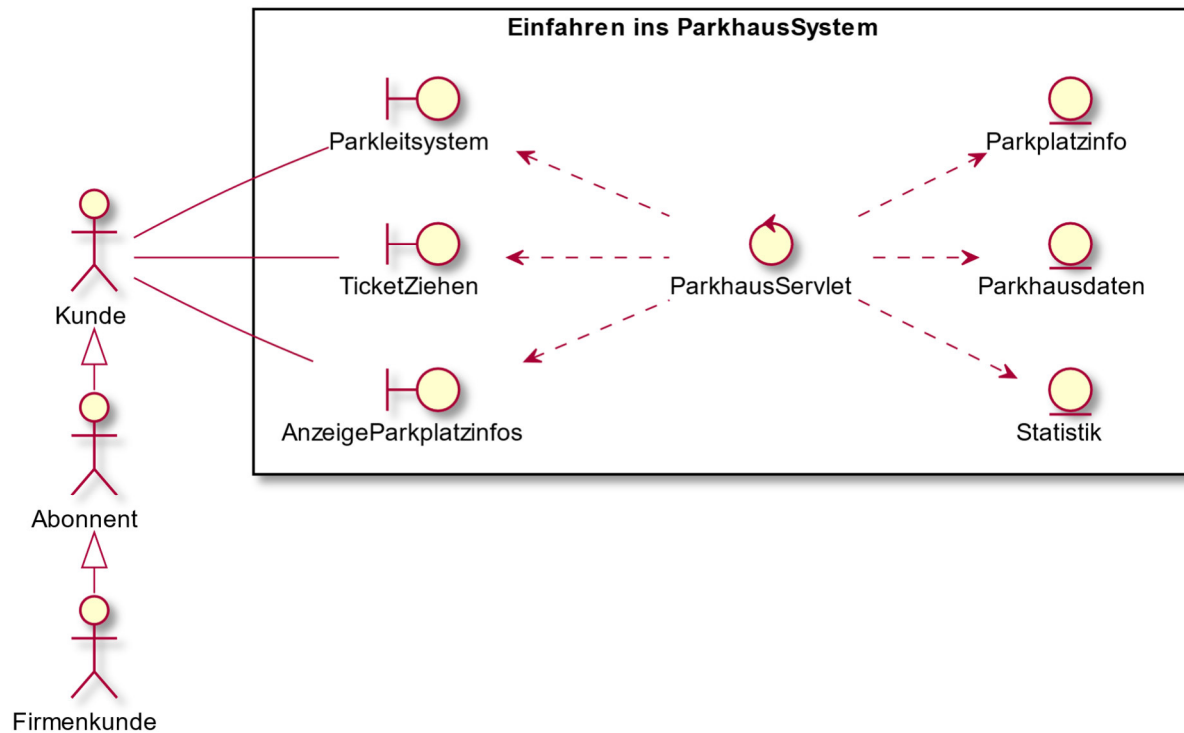 Einfahren ins ParkhausSystem
Parkleitsystem
Parkplatzinfo
Kunde
TicketZiehen
ParkhausServlet
Parkhausdaten
AnzeigeParkplatzinfos
Statistik
Abonnent
Firmenkunde